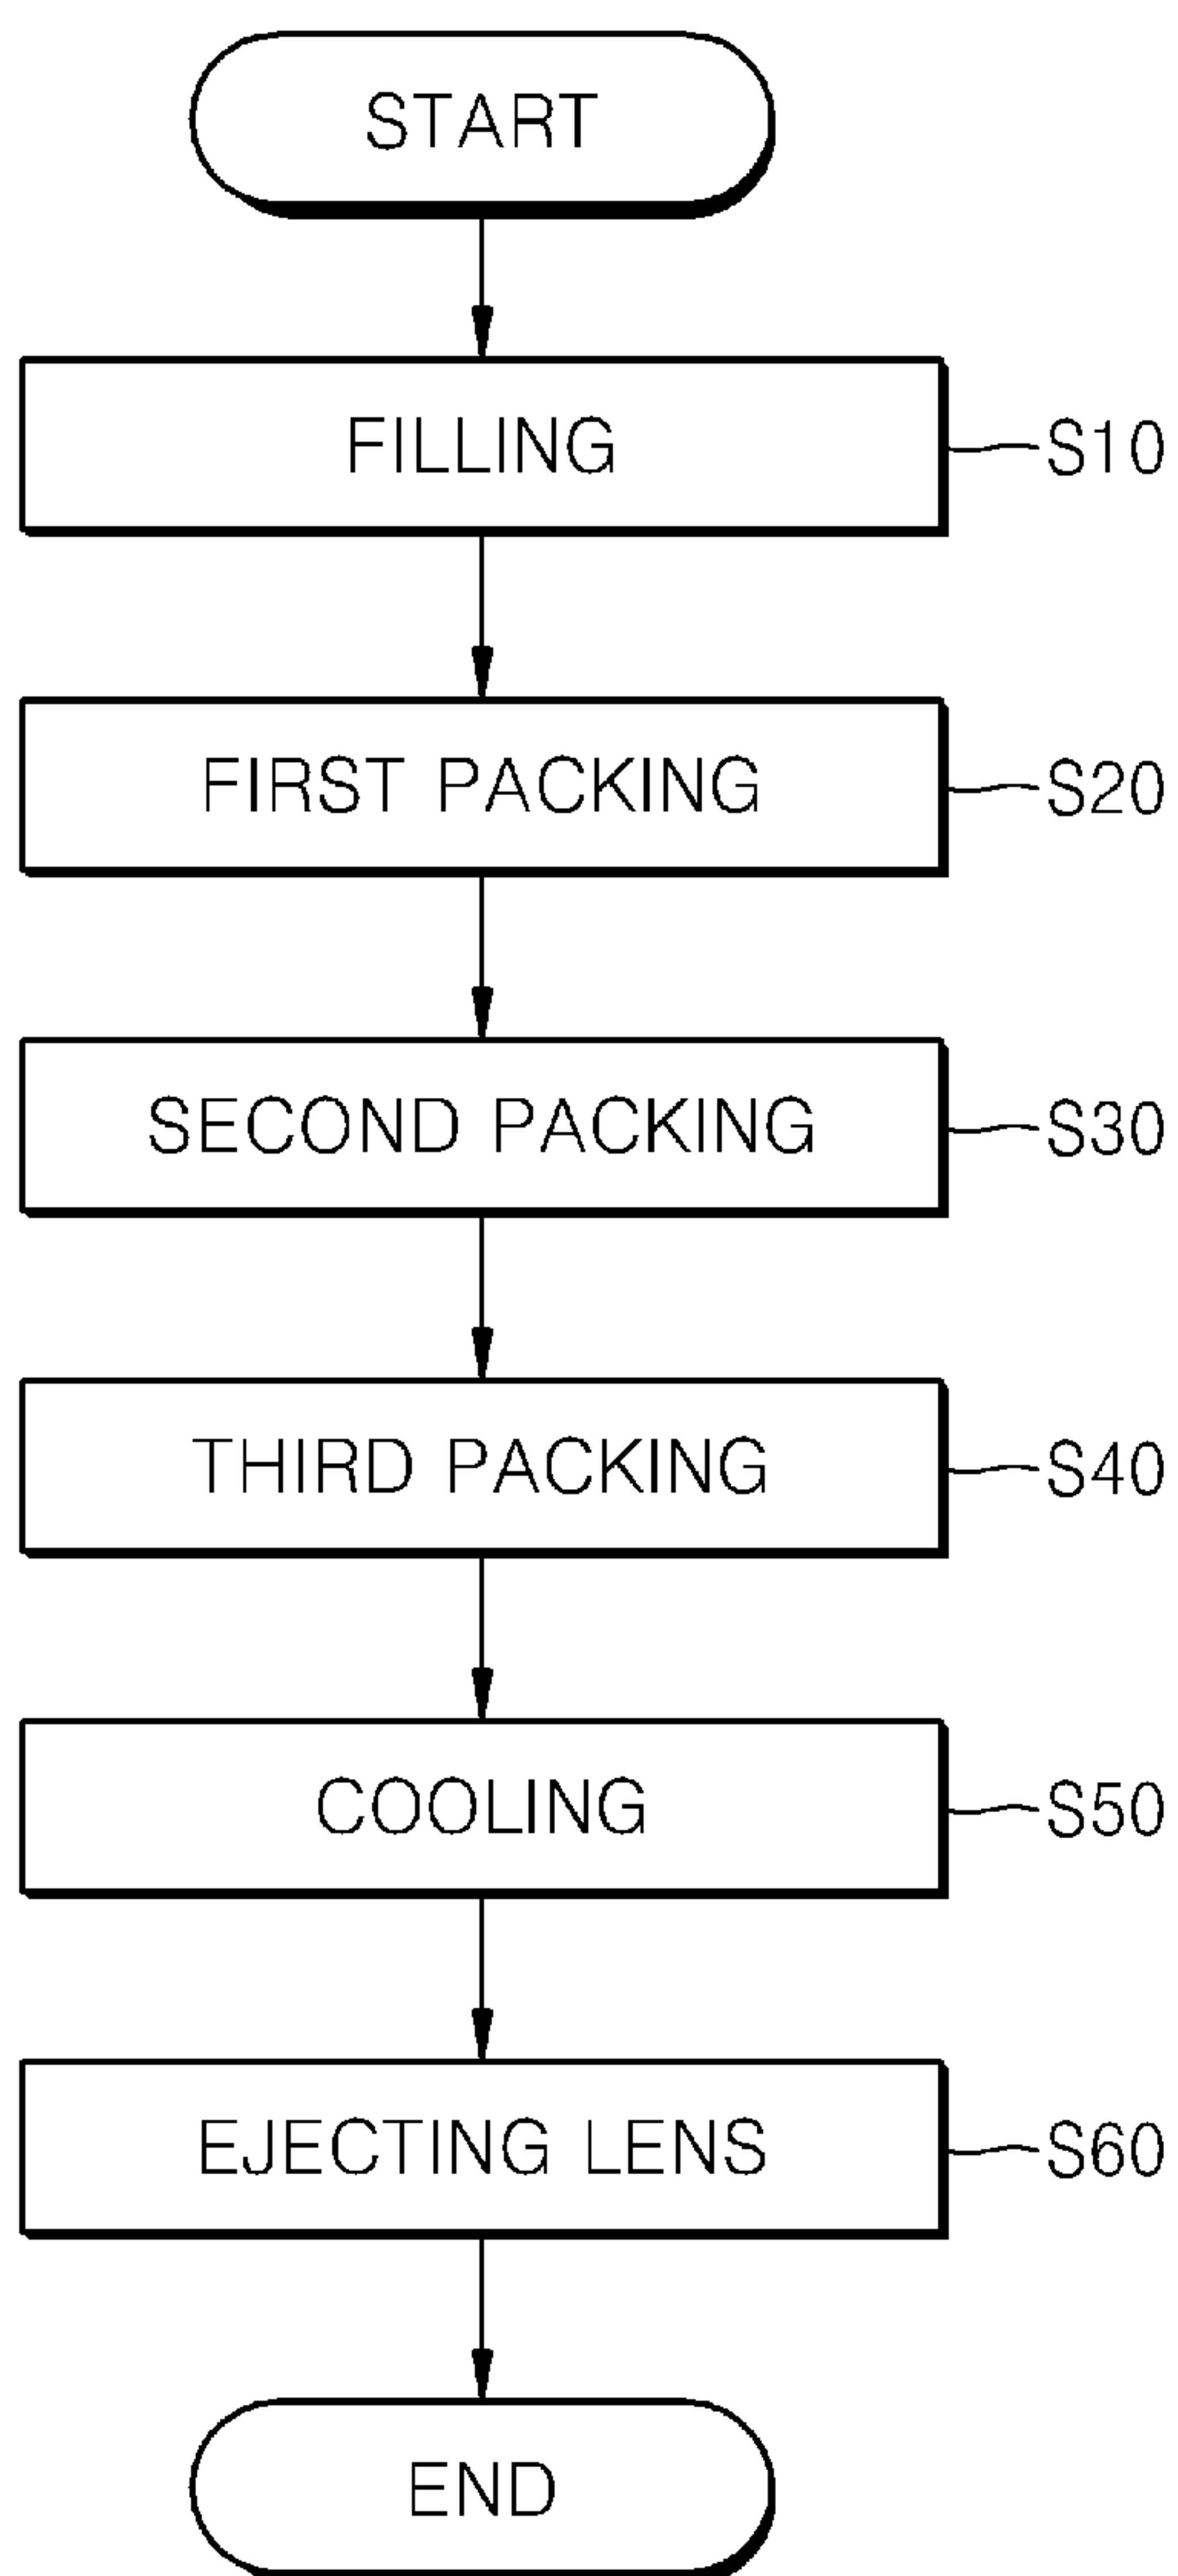 START
FILLING S10
FIRST PACKING S20
SECOND PACKING S30
THIRD PACKING S40
COOLING S50
EJECTING LENS S60
END